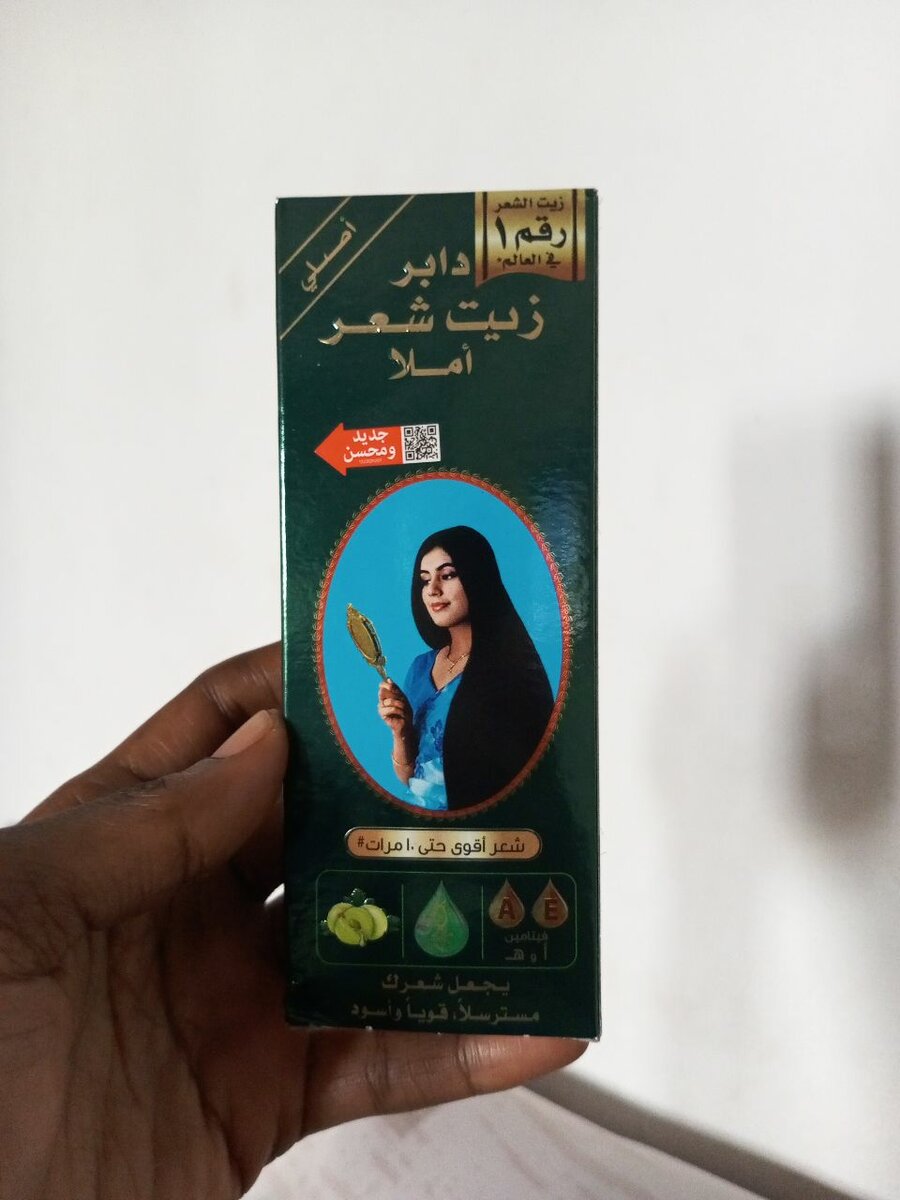 زيت الشعر
رقم ١
في العالم*
أصلي
دابر
زيت شعر
أملا
جديد
ومحسن
شعر أقوى حتى ١٠ مرات#
A E
فيتامين
أ و هـ
يجعل شعرك
مسترسلاً، قوياً وأسود